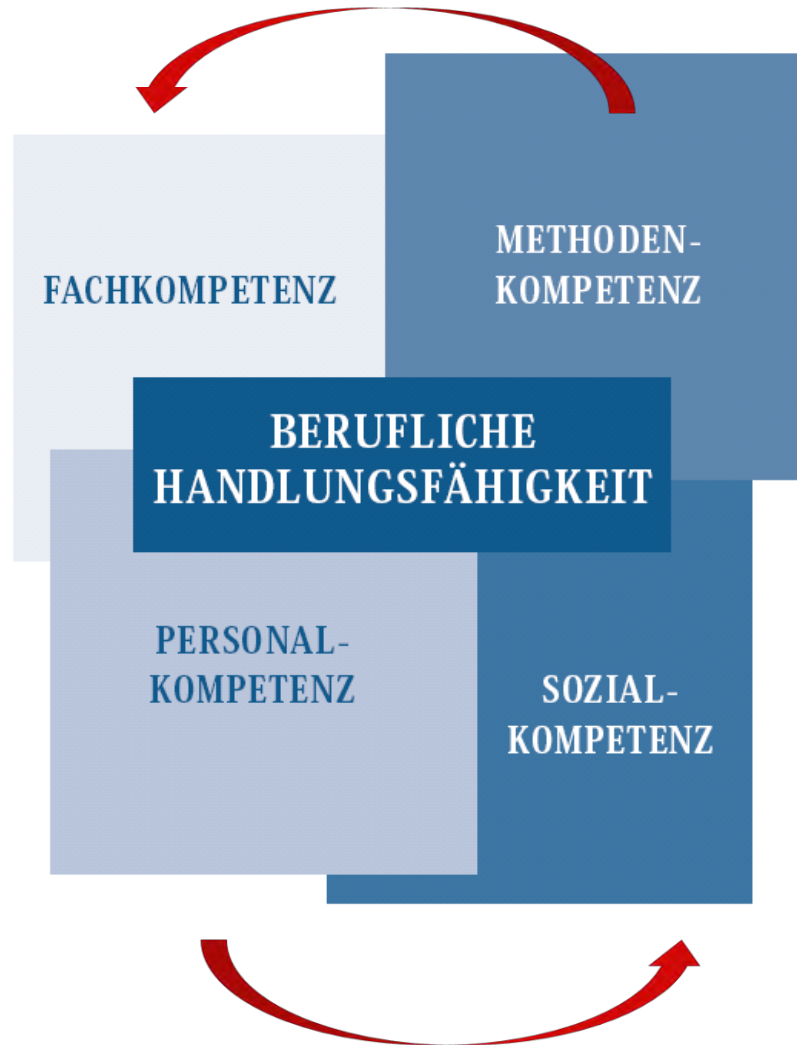 FACHKOMPETENZ
METHODEN-
KOMPETENZ
BERUFLICHE
HANDLUNGSFÄHIGKEIT
PERSONAL-
KOMPETENZ
SOZIAL-
KOMPETENZ